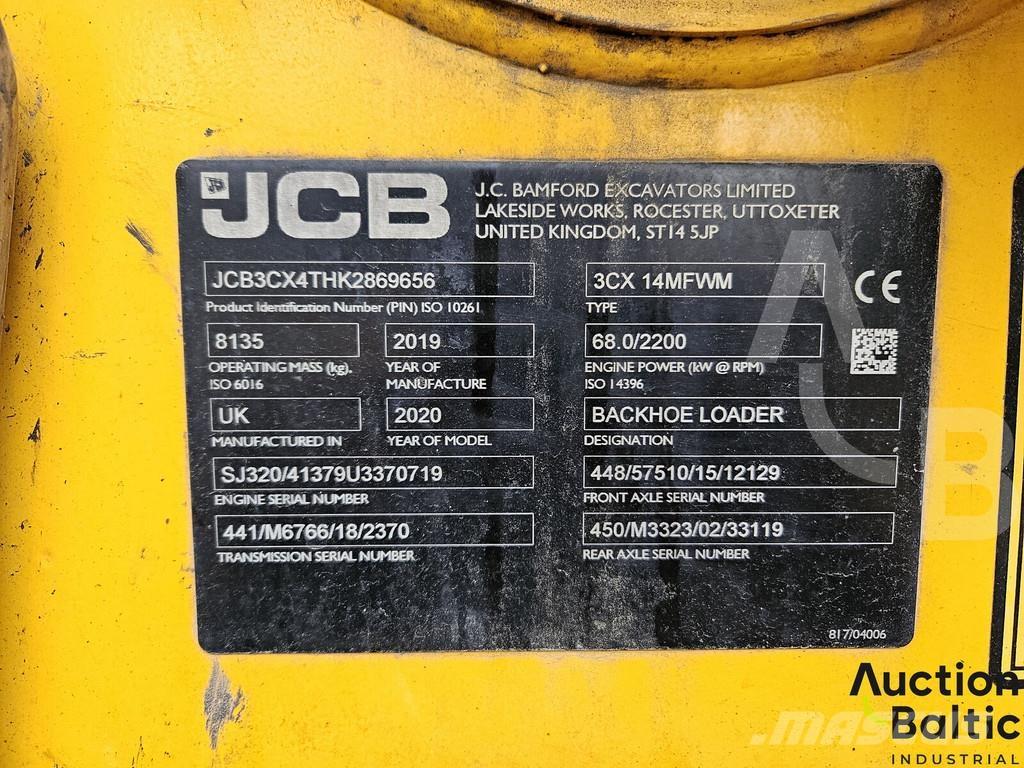 JCB
J.C. BAMFORD EXCAVATORS LIMITED
LAKESIDE WORKS, ROCESTER, UTTOXETER
UNITED KINGDOM, ST14 5JP
JCB3CX4THK2869656
Product Identification Number (PIN) ISO 10261
3CX 14MFWM
TYPE
CE
8135
OPERATING MASS (kg).
ISO 6016
2019
YEAR OF
MANUFACTURE
68.0/2200
ENGINE POWER (kW @ RPM)
ISO 14396
UK
MANUFACTURED IN
2020
YEAR OF MODEL
BACKHOE LOADER
DESIGNATION
SJ320/41379U3370719
ENGINE SERIAL NUMBER
448/57510/15/12129
FRONT AXLE SERIAL NUMBER
441/M6766/18/2370
TRANSMISSION SERIAL NUMBER
450/M3323/02/33119
REAR AXLE SERIAL NUMBER
817/04006
AB
Auction
Baltic
INDUSTRIAL